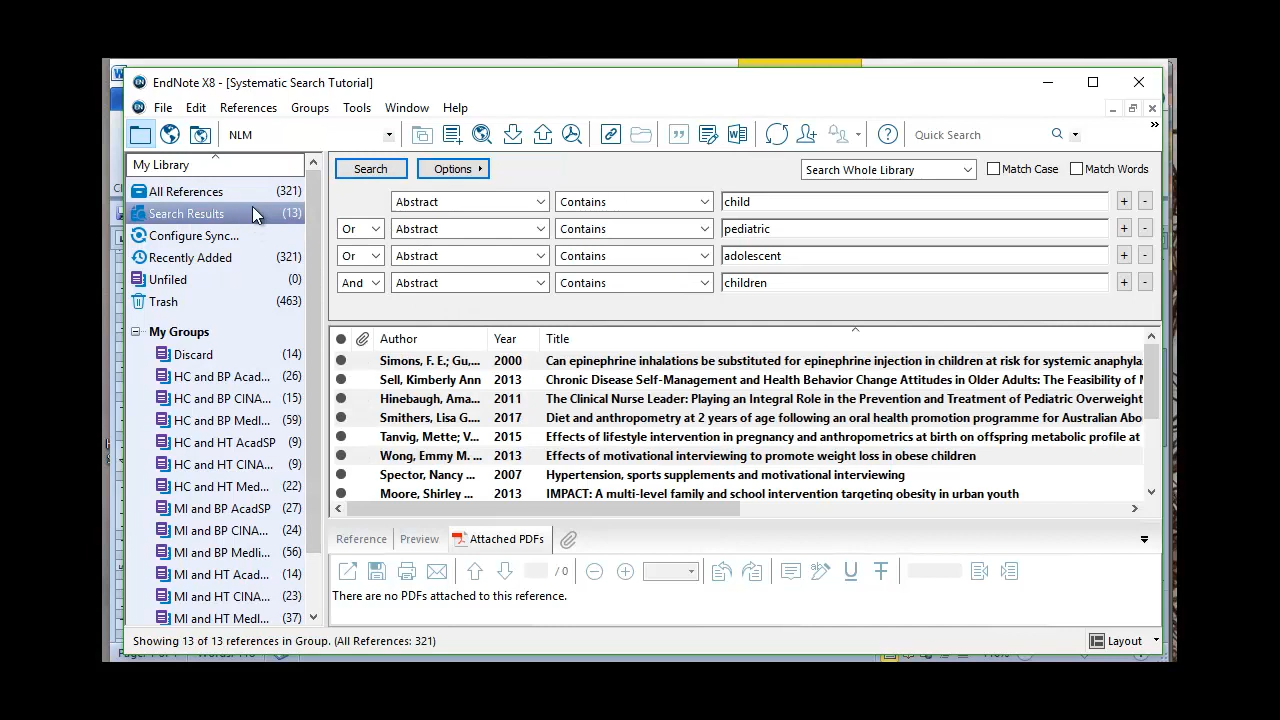 EndNote X8 - [Systematic Search Tutorial]
File Edit References Groups Tools Window Help
NLM
Quick Search
My Library
All References (321)
Search Results (13)
Configure Sync...
Recently Added (321)
Unfiled (0)
Trash (463)
My Groups
Discard (14)
HC and BP Acad... (26)
HC and BP CINA... (15)
HC and BP Medl... (59)
HC and HT AcadSP (9)
HC and HT CINA... (9)
HC and HT Med... (22)
MI and BP AcadSP (27)
MI and BP CINA... (24)
MI and BP Medli... (56)
MI and HT Acad... (14)
MI and HT CINA... (23)
MI and HT Medl... (37)
Search Options Search Whole Library Match Case Match Words
Abstract Contains child + -
Or Abstract Contains pediatric + -
Or Abstract Contains adolescent + -
And Abstract Contains children + -
Author Year Title
Simons, F. E.; Gu,... 2000 Can epinephrine inhalations be substituted for epinephrine injection in children at risk for systemic anaphyla
Sell, Kimberly Ann 2013 Chronic Disease Self-Management and Health Behavior Change Attitudes in Older Adults: The Feasibility of
Hinebaugh, Ama... 2011 The Clinical Nurse Leader: Playing an Integral Role in the Prevention and Treatment of Pediatric Overweight
Smithers, Lisa G.... 2017 Diet and anthropometry at 2 years of age following an oral health promotion programme for Australian Abo
Tanvig, Mette; V... 2015 Effects of lifestyle intervention in pregnancy and anthropometrics at birth on offspring metabolic profile at
Wong, Emmy M. ... 2013 Effects of motivational interviewing to promote weight loss in obese children
Spector, Nancy ... 2007 Hypertension, sports supplements and motivational interviewing
Moore, Shirley ... 2013 IMPACT: A multi-level family and school intervention targeting obesity in urban youth
Reference Preview Attached PDFs
/ 0
There are no PDFs attached to this reference.
Showing 13 of 13 references in Group. (All References: 321)
Layout